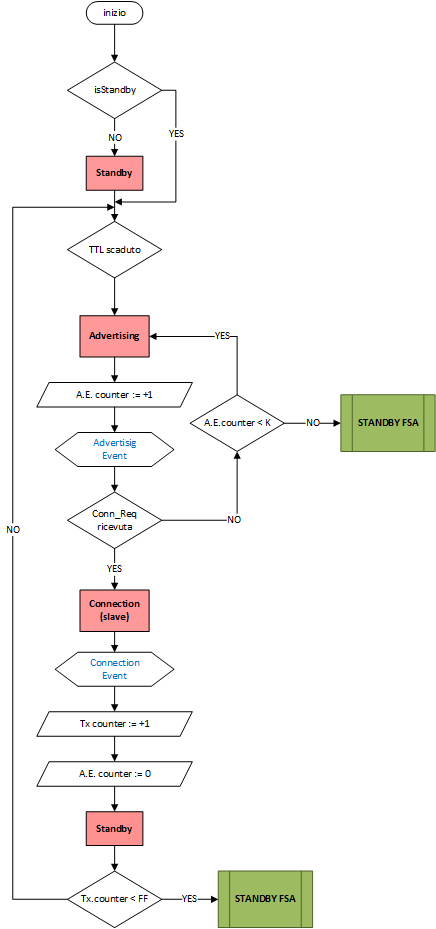 inizio
isStandby
NO
YES
Standby
TTL scaduto
Advertising
YES
A.E. counter := +1
A.E.counter < K
NO
STANDBY FSA
Advertisig
Event
Conn_Req
ricevuta
NO
NO
YES
Connection
(slave)
Connection
Event
Tx counter := +1
A.E. counter := 0
Standby
Tx.counter < FF
YES
STANDBY FSA